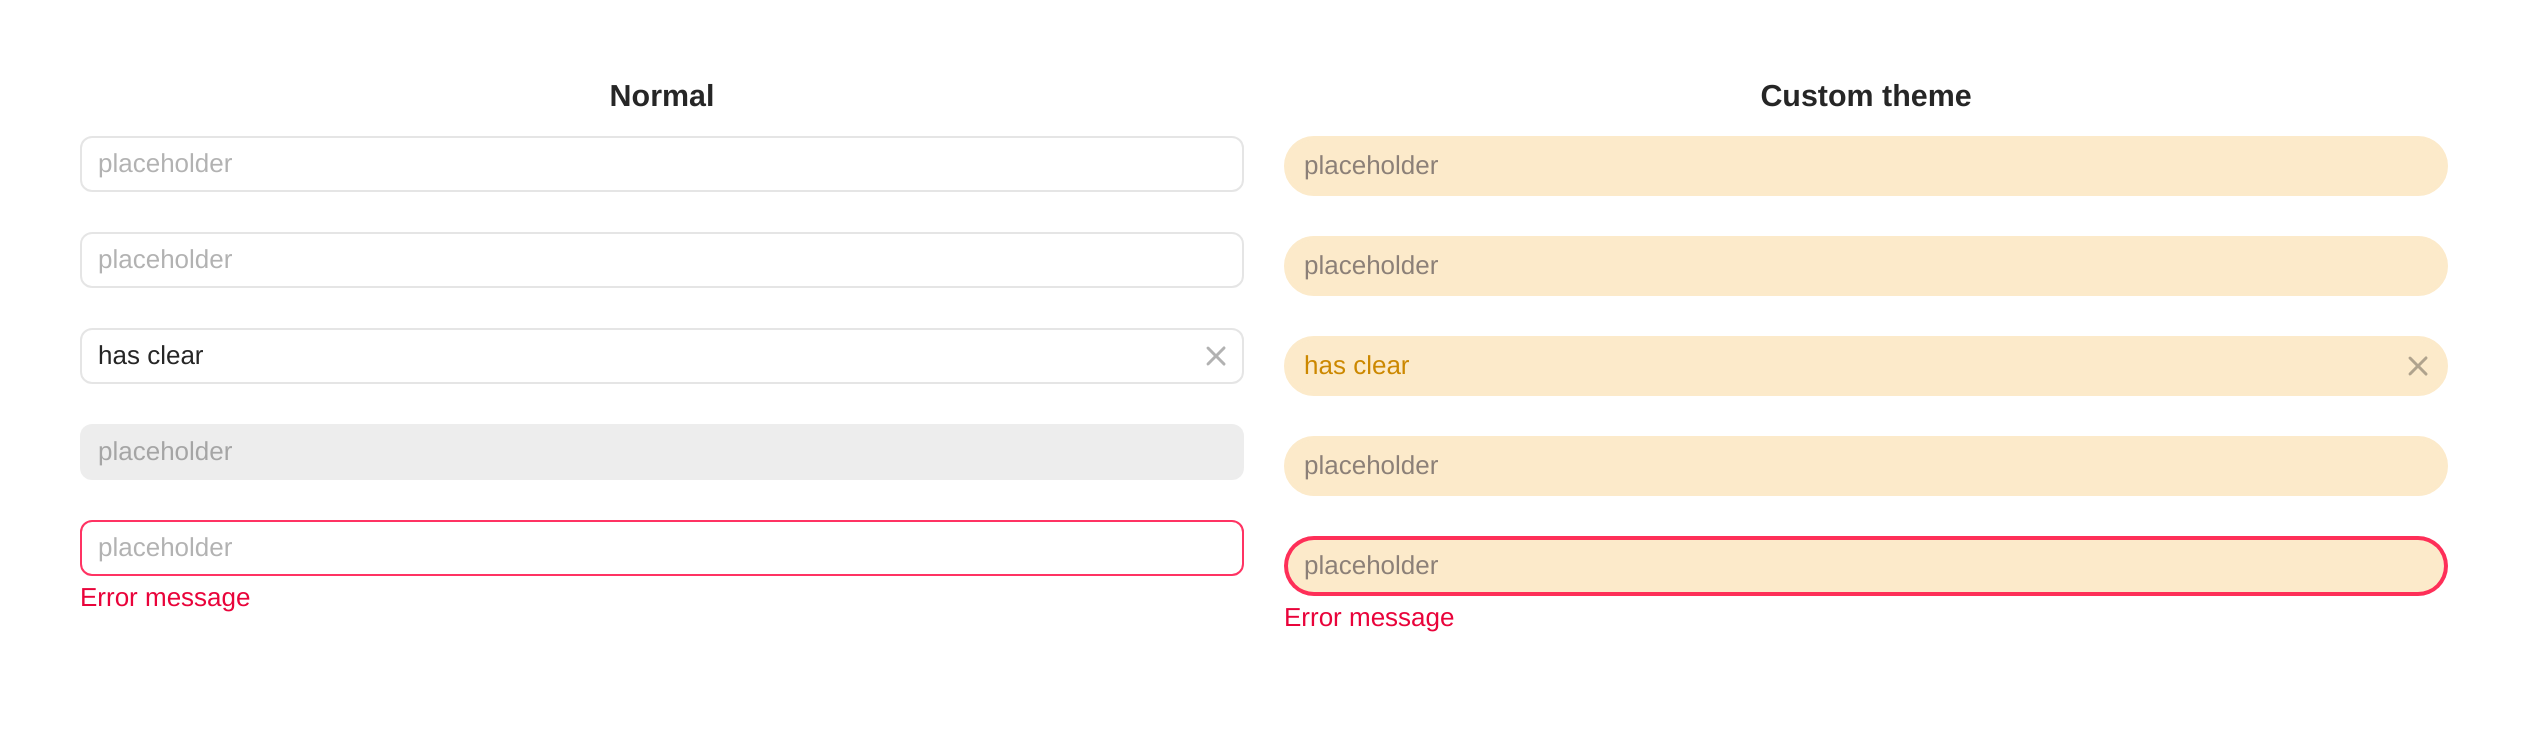 Normal
placeholder
placeholder
has clear
placeholder
placeholder
Error message
Custom theme
placeholder
placeholder
has clear
placeholder
placeholder
Error message